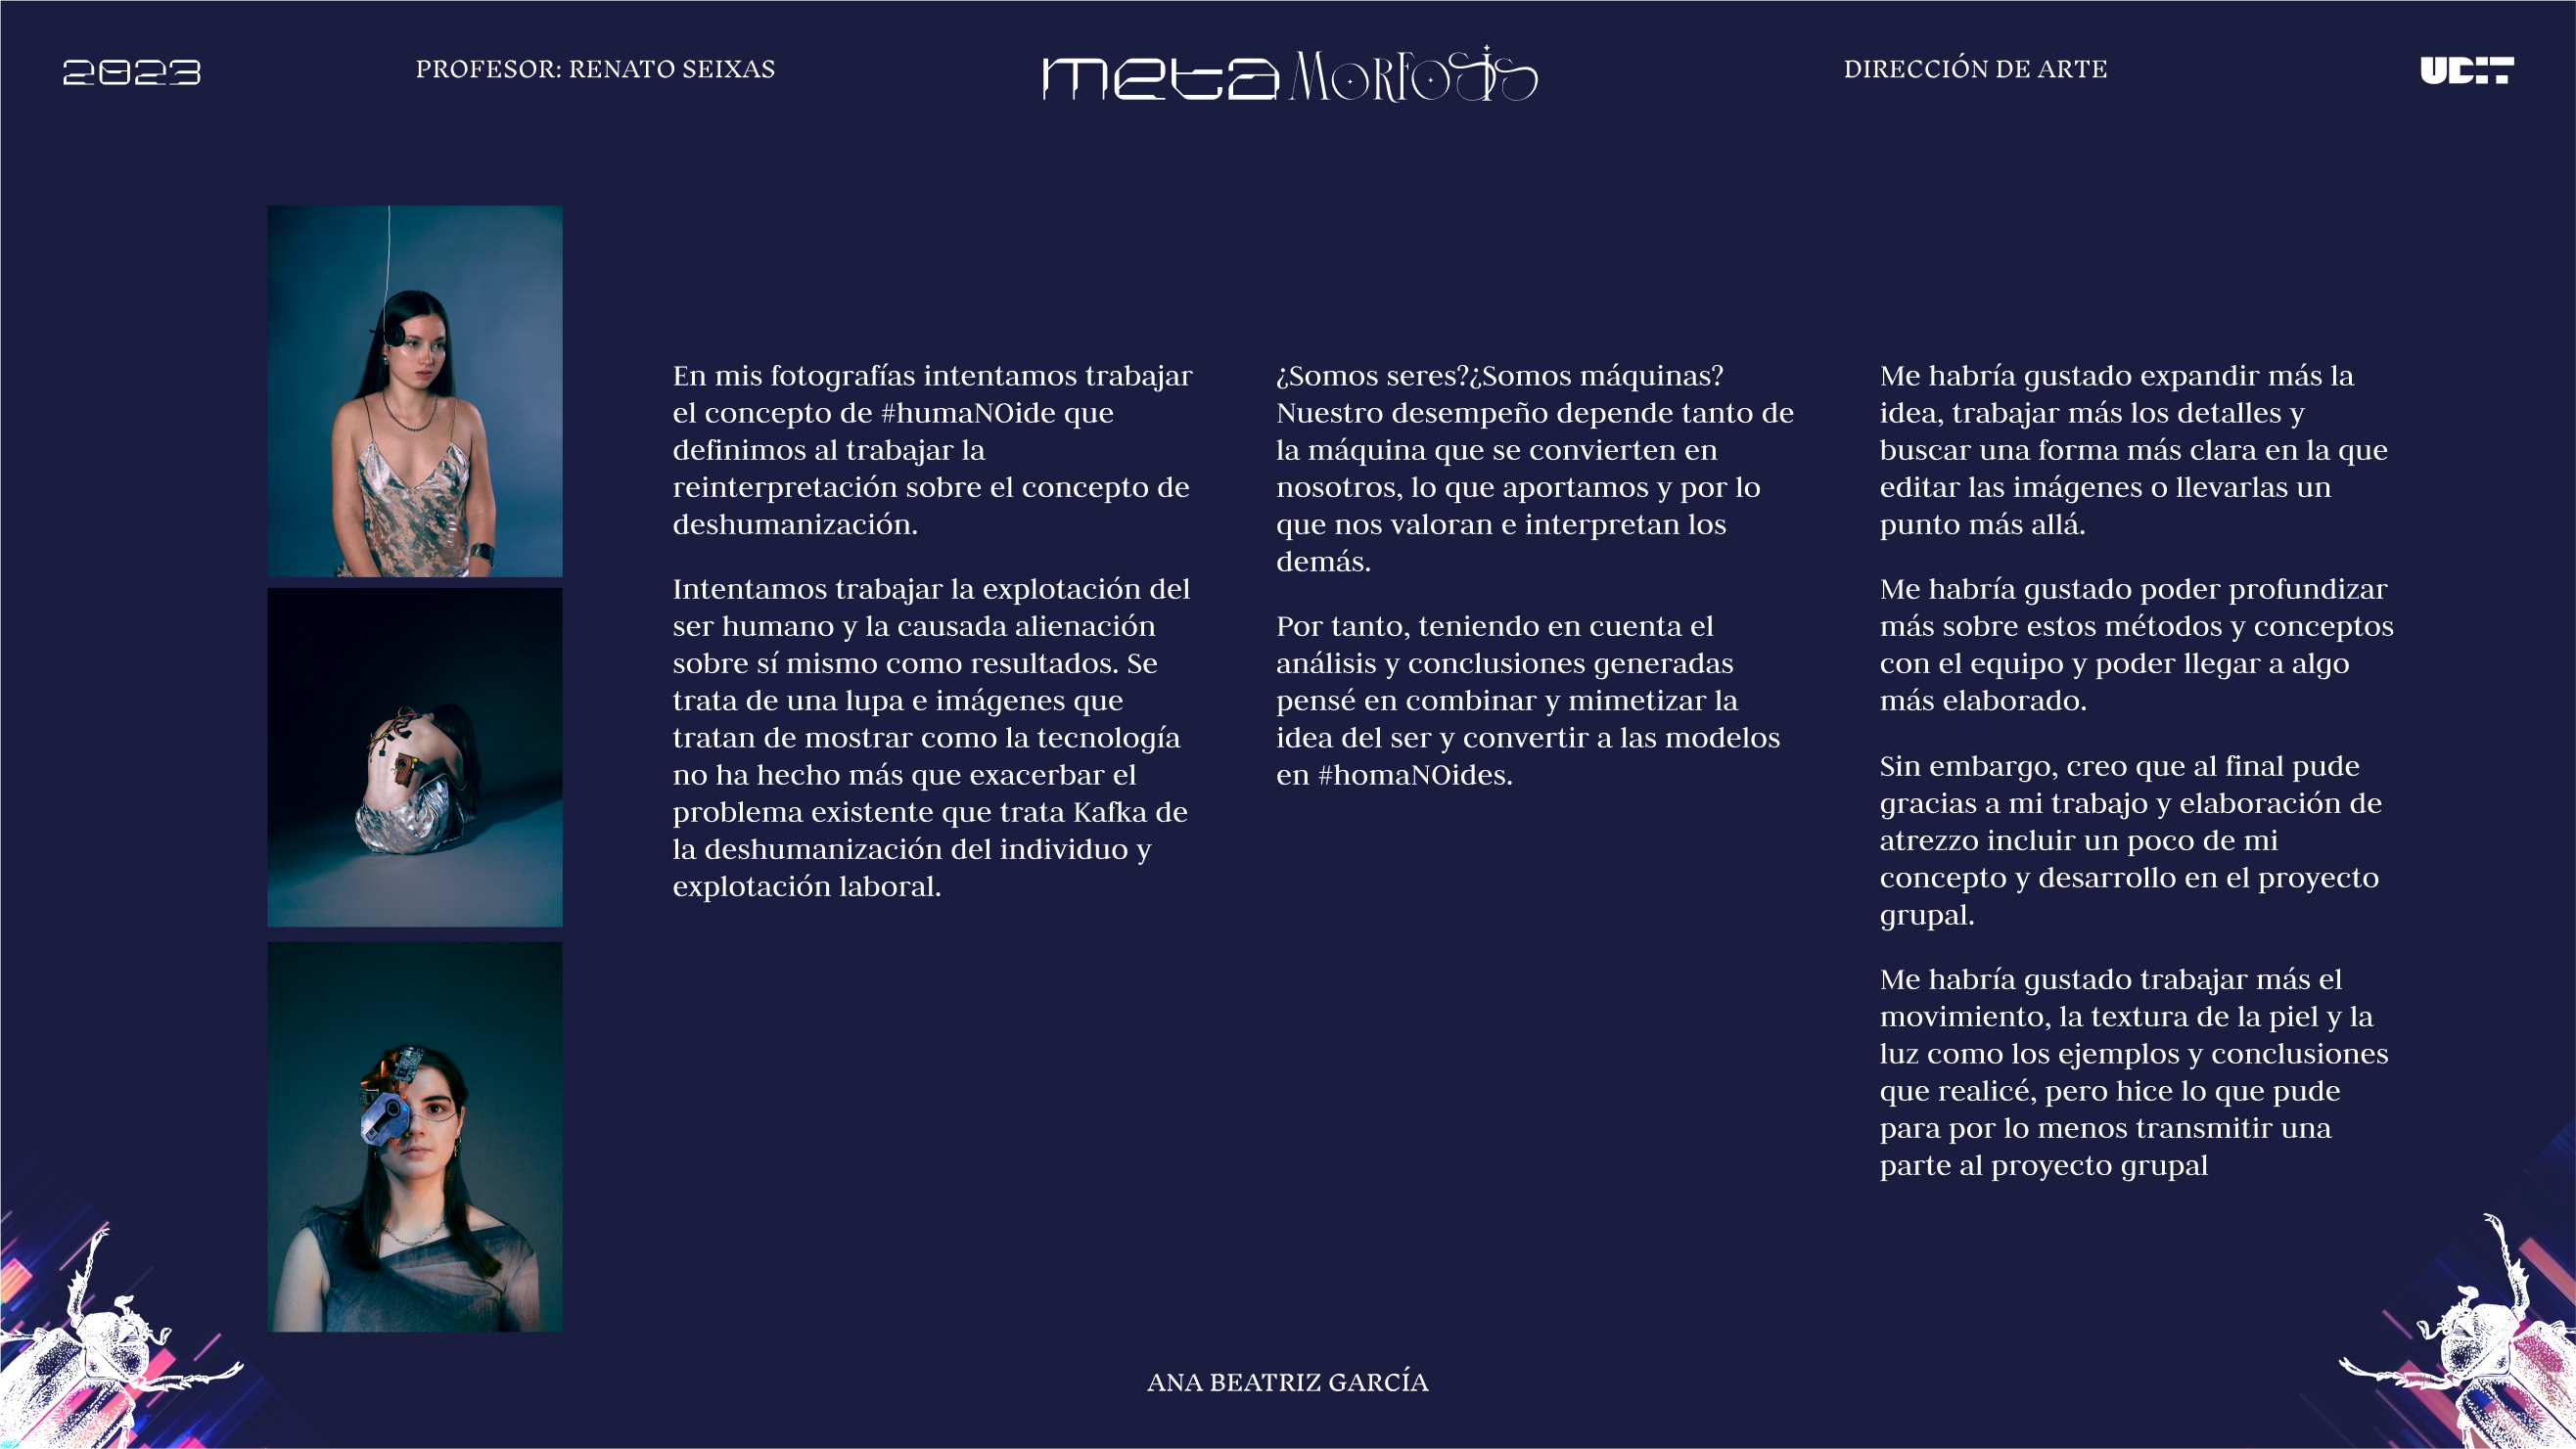 2023
PROFESOR: RENATO SEIXAS
meta MORFOSIS
DIRECCIÓN DE ARTE
UDIT
En mis fotografías intentamos trabajar
el concepto de #humaNOide que
definimos al trabajar la
reinterpretación sobre el concepto de
deshumanización.
Intentamos trabajar la explotación del
ser humano y la causada alienación
sobre sí mismo como resultados. Se
trata de una lupa e imágenes que
tratan de mostrar como la tecnología
no ha hecho más que exacerbar el
problema existente que trata Kafka de
la deshumanización del individuo y
explotación laboral.
¿Somos seres?¿Somos máquinas?
Nuestro desempeño depende tanto de
la máquina que se convierten en
nosotros, lo que aportamos y por lo
que nos valoran e interpretan los
demás.
Por tanto, teniendo en cuenta el
análisis y conclusiones generadas
pensé en combinar y mimetizar la
idea del ser y convertir a las modelos
en #homaNOides.
Me habría gustado expandir más la
idea, trabajar más los detalles y
buscar una forma más clara en la que
editar las imágenes o llevarlas un
punto más allá.
Me habría gustado poder profundizar
más sobre estos métodos y conceptos
con el equipo y poder llegar a algo
más elaborado.
Sin embargo, creo que al final pude
gracias a mi trabajo y elaboración de
atrezzo incluir un poco de mi
concepto y desarrollo en el proyecto
grupal.
Me habría gustado trabajar más el
movimiento, la textura de la piel y la
luz como los ejemplos y conclusiones
que realicé, pero hice lo que pude
para por lo menos transmitir una
parte al proyecto grupal
ANA BEATRIZ GARCÍA